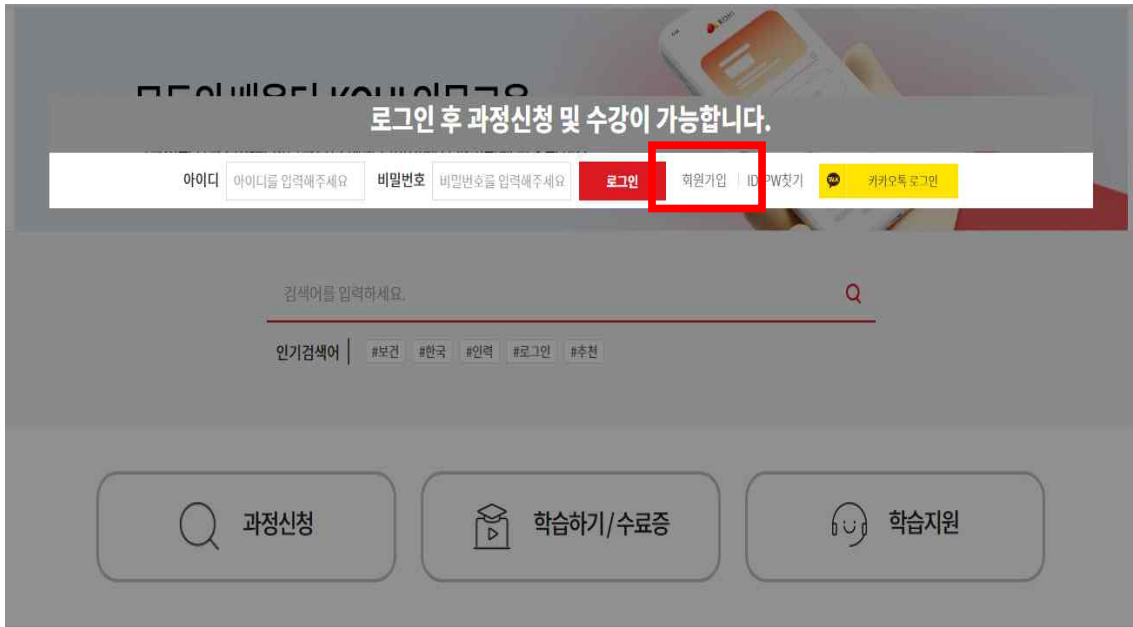 로그인 후 과정신청 및 수강이 가능합니다.
아이디 아이디를 입력해주세요 비밀번호 비밀번호를 입력해주세요 로그인 회원가입 ID/PW찾기 카카오톡 로그인
검색어를 입력하세요.
인기검색어 #보건 #한국 #인력 #로그인 #추천
과정신청 학습하기/수료증 학습지원